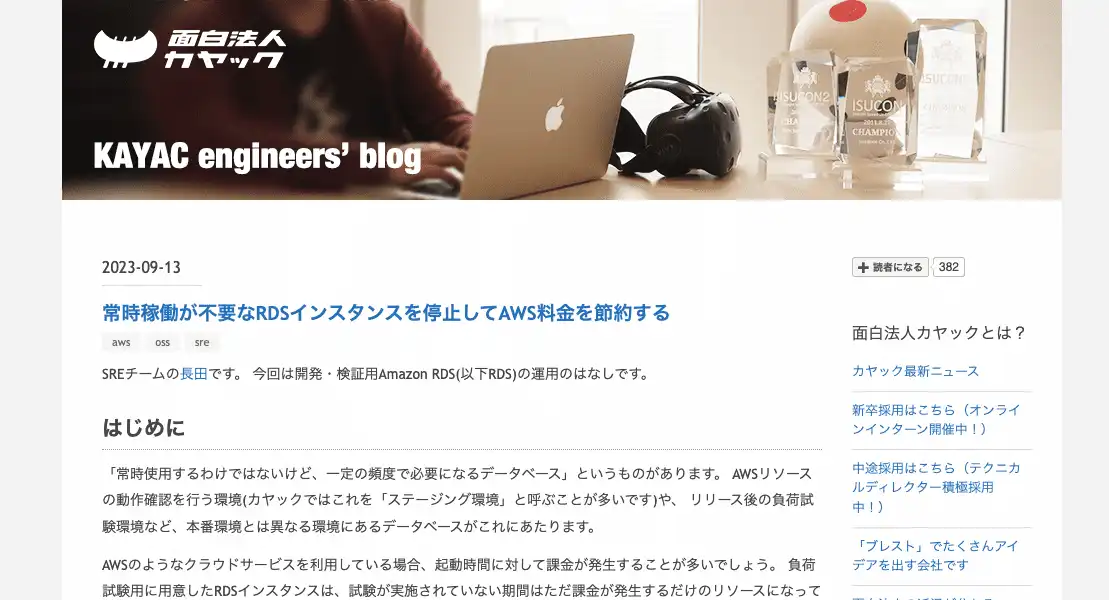 面白法人
カヤック
KAYAC engineers' blog
ISUCON2
ISUCON
CHAMPION
ISUCON
2023-09-13
常時稼働が不要なRDSインスタンスを停止してAWS料金を節約する
aws oss sre
SREチームの長田です。 今回は開発・検証用Amazon RDS(以下RDS)の運用のはなしです。
はじめに
「常時使用するわけではないけど、一定の頻度で必要になるデータベース」というものがあります。 AWSリソース
の動作確認を行う環境(カヤックではこれを「ステージング環境」と呼ぶことが多いです)や、 リリース後の負荷試
験環境など、本番環境とは異なる環境にあるデータベースがこれにあたります。
AWSのようなクラウドサービスを利用している場合、起動時間に対して課金が発生することが多いでしょう。 負荷
試験用に用意したRDSインスタンスは、試験が実施されていない期間はただ課金が発生するだけのリソースになって
読者になる 382
面白法人カヤックとは？
カヤック最新ニュース
新卒採用はこちら（オンライ
ンインターン開催中！）
中途採用はこちら（テクニカ
ルディレクター積極採用
中！）
「ブレスト」でたくさんアイ
デアを出す会社です